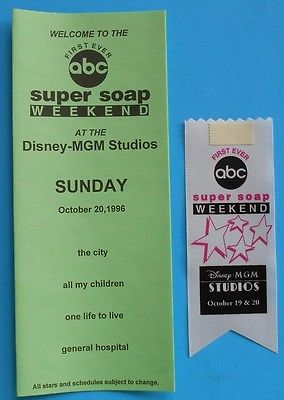 WELCOME TO THE
FIRST EVER
abc
super soap
WEEKEND
AT THE
Disney-MGM Studios
SUNDAY
October 20,1996
the city
all my children
one life to live
general hospital
All stars and schedules subject to change.
FIRST EVER
abc
super soap
WEEKEND
Disney·MGM
STUDIOS
October 19 & 20